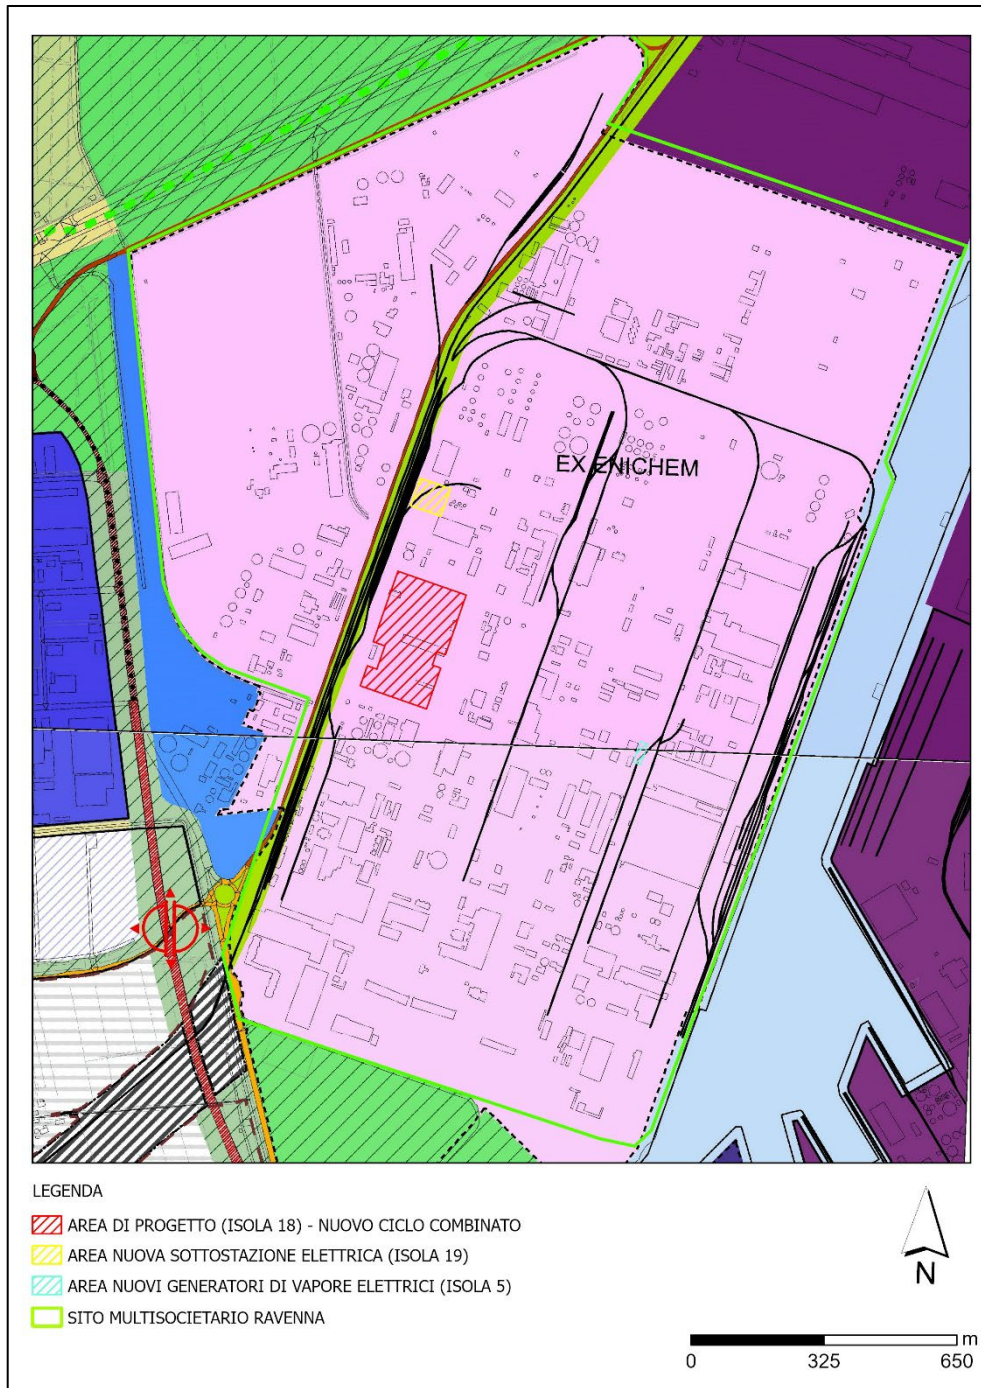 EX ENICHEM
LEGENDA
AREA DI PROGETTO (ISOLA 18) - NUOVO CICLO COMBINATO
AREA NUOVA SOTTOSTAZIONE ELETTRICA (ISOLA 19)
AREA NUOVI GENERATORI DI VAPORE ELETTRICI (ISOLA 5)
SITO MULTISOCIETARIO RAVENNA
N
m
0 325 650